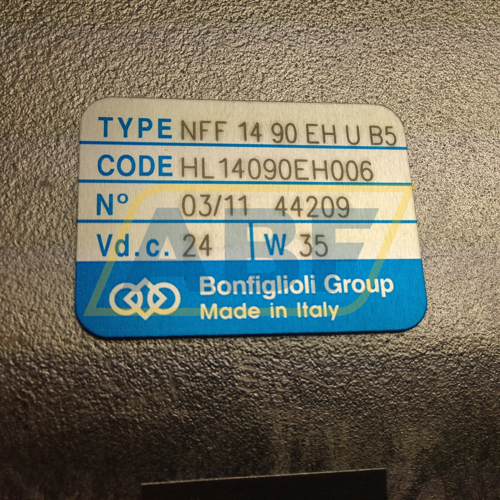 TYPE NFF 14 90 EH U B5
CODE HL14090EH006
N° 03/11 44209
Vd.c. 24 W 35
Bonfiglioli Group
Made in Italy
ABF